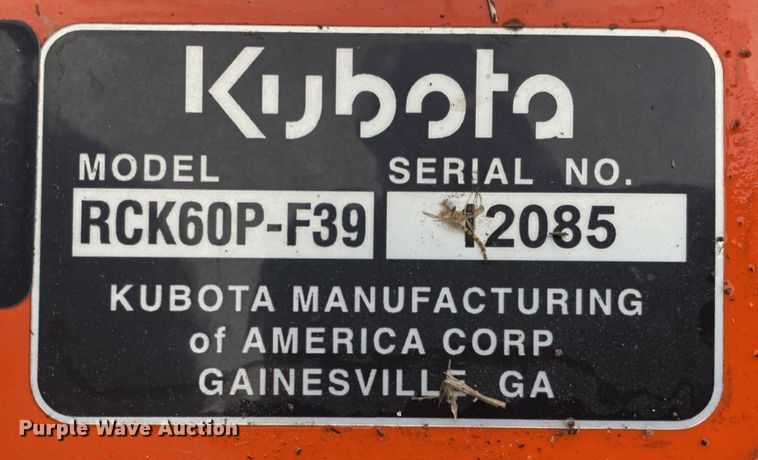 Kubota
MODEL SERIAL NO.
RCK60P-F39 12085
KUBOTA MANUFACTURING
of AMERICA CORP
GAINESVILLE, GA
Purple Wave Auction